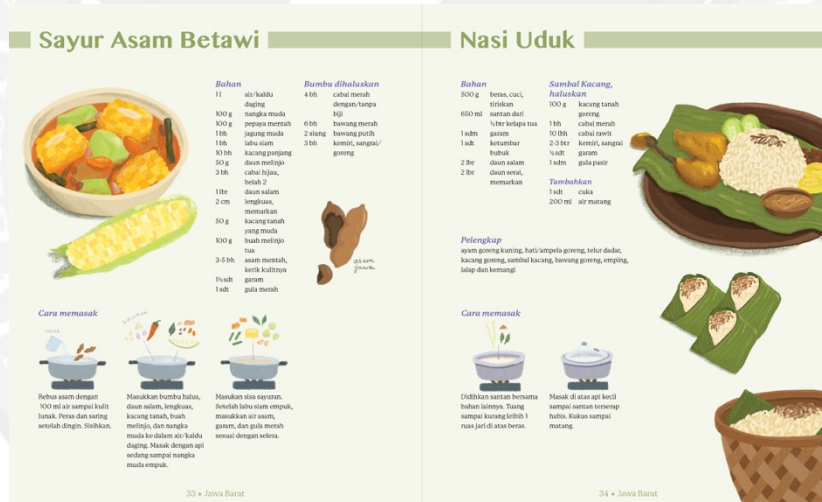 Sayur Asam Betawi
Bahan
1 l air/kaldu
daging
100 g nangka muda
100 g pepaya mentah
1 bh jagung muda
1 bh labu siam
10 bh kacang panjang
50 g daun melinjo
3 bh cabai hijau,
belah 2
1 lbr daun salam
2 cm lengkuas,
memarkan
50 g kacang tanah
yang muda
100 g buah melinjo
tua
3-5 bh asam mentah,
kerik kulitnya
1½ sdt garam
1 sdt gula merah
Bumbu dihaluskan
4 bh cabai merah
dengan/tanpa
biji
6 bh bawang merah
2 siung bawang putih
3 bh kemiri, sangrai/
goreng
asam
jawa
Cara memasak
Rebus asam dengan
100 ml air sampai kulit
lunak. Peras dan saring
setelah dingin. Sisihkan.
Masukkan bumbu halus,
daun salam, lengkuas,
kacang tanah, buah
melinjo, dan nangka
muda ke dalam air/kaldu
daging. Masak dengan api
sedang sampai nangka
muda empuk.
Masukan sisa sayuran.
Setelah labu siam empuk,
masukkan air asam,
garam, dan gula merah
sesuai dengan selera.
33 • Jawa Barat
Nasi Uduk
Bahan
500 g beras, cuci,
tiriskan
650 ml santan dari
½ btr kelapa tua
1 sdm garam
1 sdt ketumbar
bubuk
2 lbr daun salam
2 lbr daun serai,
memarkan
Sambal Kacang,
haluskan
100 g kacang tanah
goreng
1 bh cabai merah
10 lbh cabai rawit
2-3 btr kemiri, sangrai
½ sdt garam
1 sdm gula pasir
Tambahkan
1 sdt cuka
200 ml air matang
Pelengkap
ayam goreng kuning, hati/ampela goreng, telur dadar,
kacang goreng, sambal kacang, bawang goreng, emping,
lalap dan kemangi
Cara memasak
Didihkan santan bersama
bahan lainnya. Tuang
sampai kurang leibih 1
ruas jari di atas beras.
Masak di atas api kecil
sampai santan terserap
habis. Kukus sampai
matang.
34 • Jawa Barat